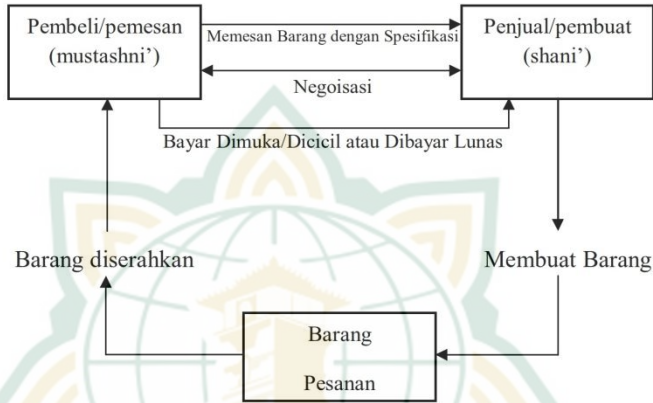 Pembeli/pemesan
(mustashni’)
Memesan Barang dengan Spesifikasi
Penjual/pembuat
(shani’)
Negoisasi
Bayar Dimuka/Dicicil atau Dibayar Lunas
Barang diserahkan
Membuat Barang
Barang
Pesanan